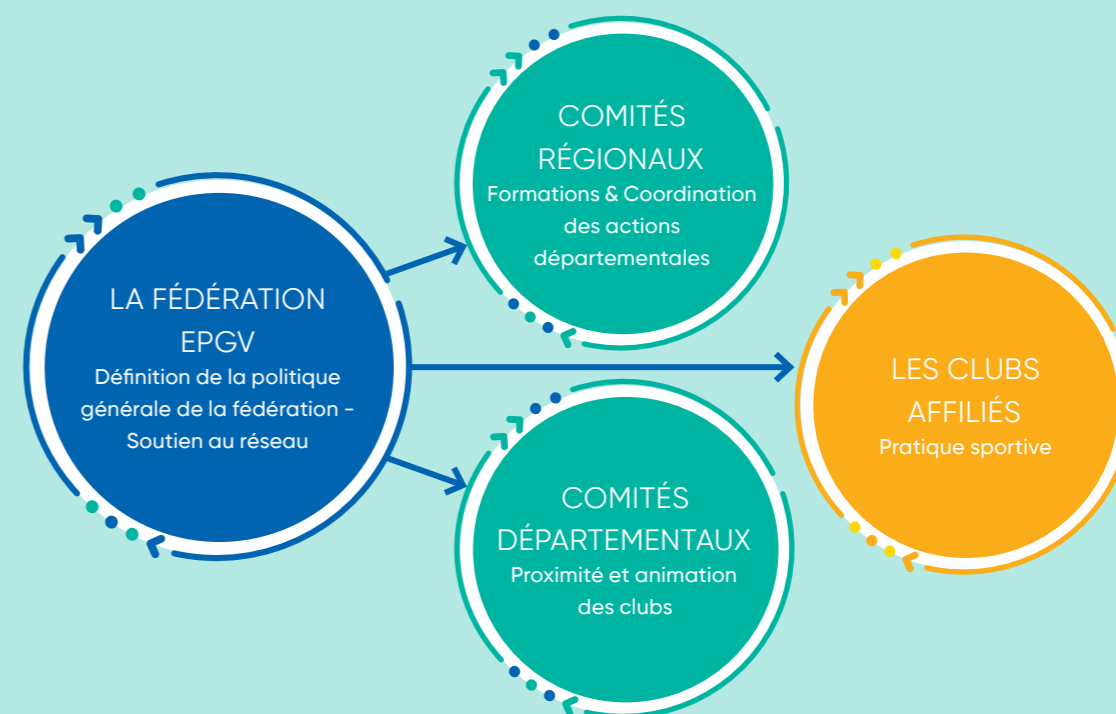 LA FÉDÉRATION
EPGV
Définition de la politique
générale de la fédération -
Soutien au réseau
COMITÉS
RÉGIONAUX
Formations & Coordination
des actions
départementales
COMITÉS
DÉPARTEMENTAUX
Proximité et animation
des clubs
LES CLUBS
AFFILIÉS
Pratique sportive